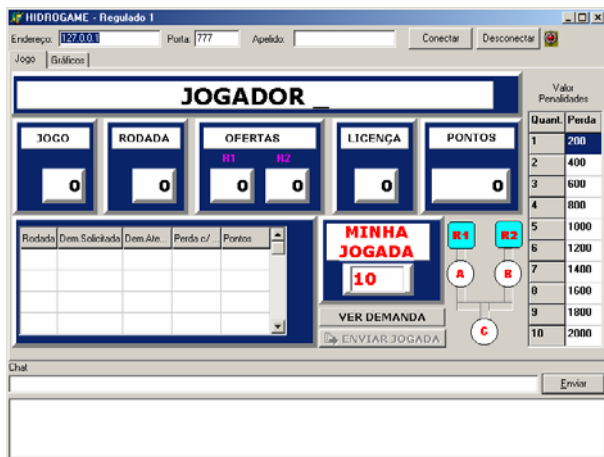 HIDROGAME - Regulado 1
Endereço: 127.0.0.1 Porta: 777 Apelido: Conectar Desconectar
Jogo Gráficos
JOGADOR _
Valor Penalidades
Quant. Perda
1 200
2 400
3 600
4 800
5 1000
6 1200
7 1400
8 1600
9 1800
10 2000
JOGO RODADA OFERTAS LICENÇA PONTOS
R1 R2
0 0 0 0 0 0
Rodada Dem.Solicitada Dem.Ate... Perda c/ ... Pontos
MINHA
JOGADA
10
R1 R2
A B
C
VER DEMANDA
ENVIAR JOGADA
Chat
Enviar